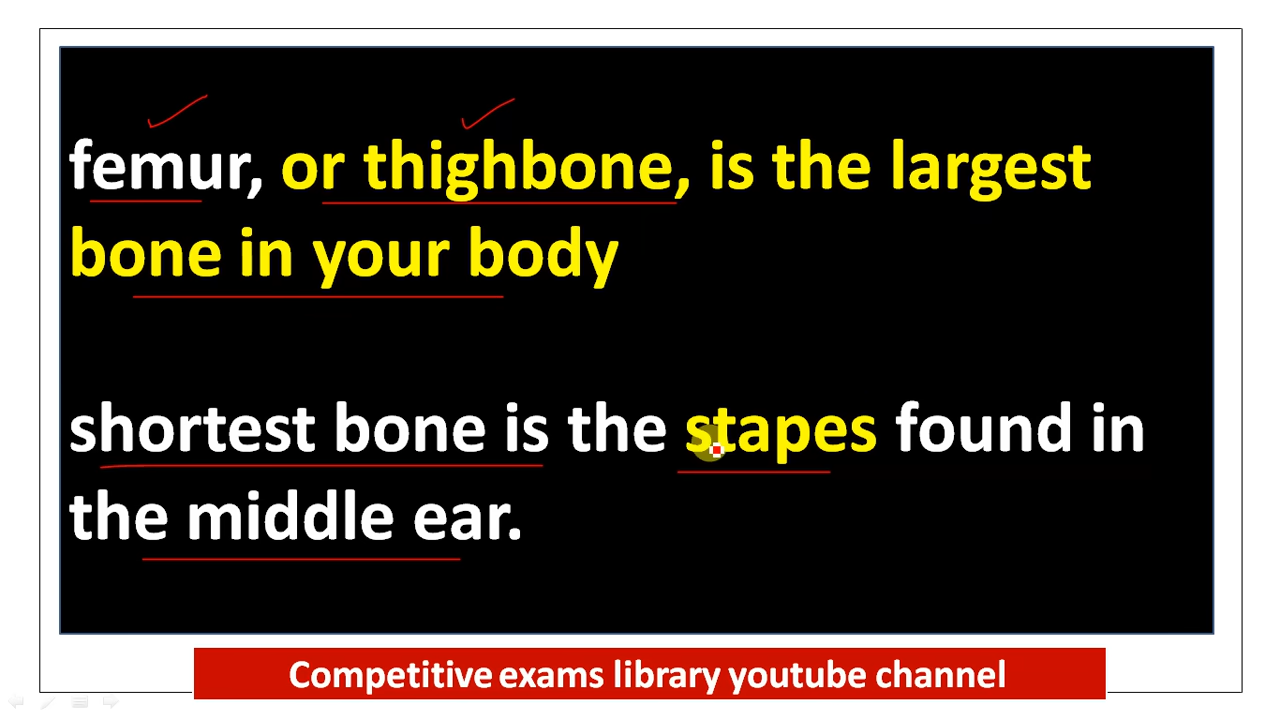 femur, or thighbone, is the largest
bone in your body
shortest bone is the stapes found in
the middle ear.
Competitive exams library youtube channel